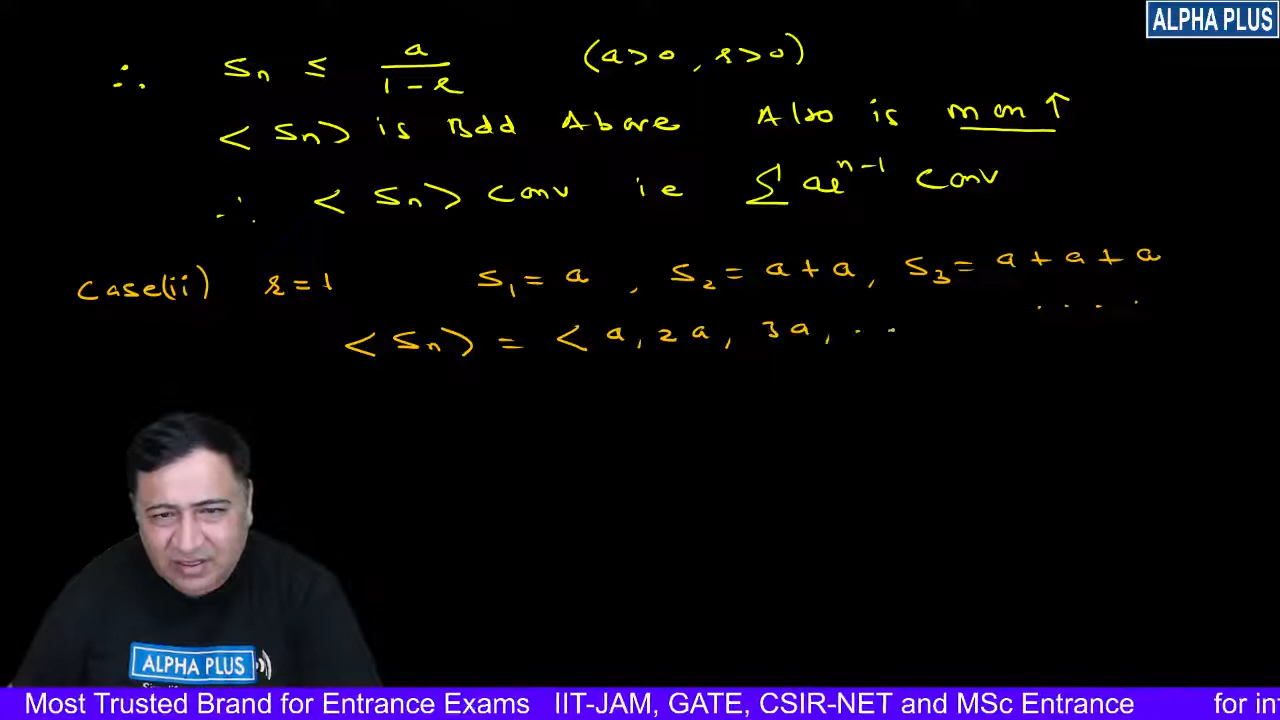 ALPHA PLUS
∴ Sn ≤ a/(1-r) (a>0, r>0)
<Sn> is Bdd Above Also is mon ↑
∴ <Sn> conv ie Σ ar^(n-1) conv
Case(ii) r=1 S1 = a, S2 = a+a, S3 = a+a+a
....
<Sn> = <a, 2a, 3a, ...
ALPHA PLUS
Most Trusted Brand for Entrance Exams IIT-JAM, GATE, CSIR-NET and MSc Entrance for in